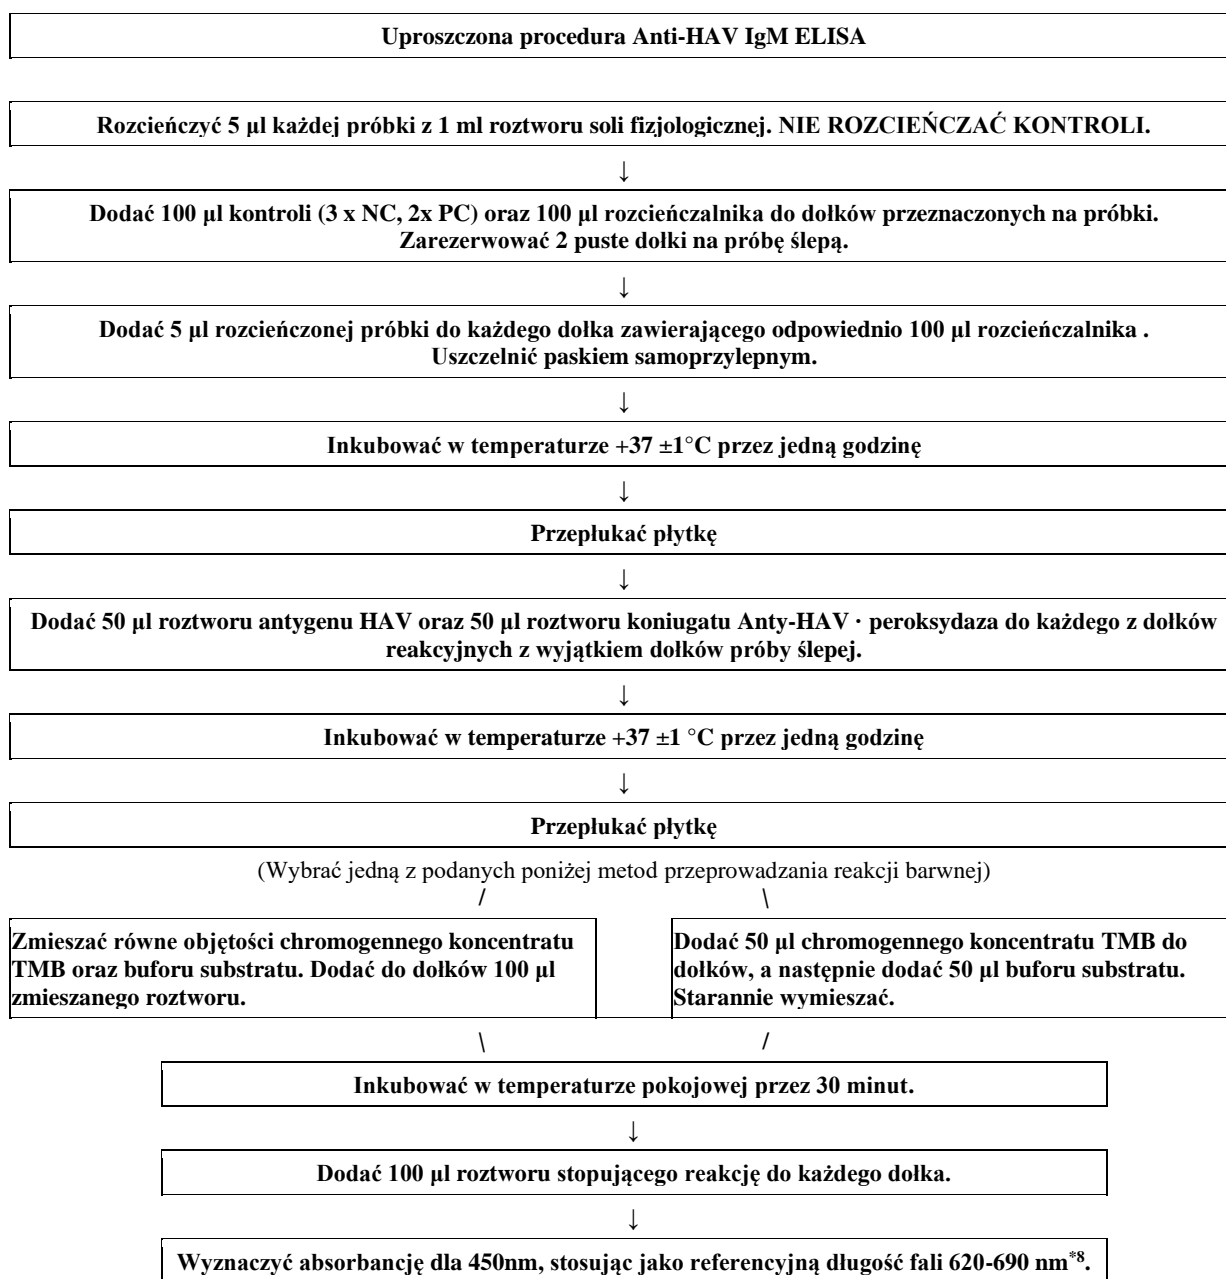 Uproszczona procedura Anti-HAV IgM ELISA
Rozcieńczyć 5 µl każdej próbki z 1 ml roztworu soli fizjologicznej. NIE ROZCIEŃCZAĆ KONTROLI.
↓
Dodać 100 µl kontroli (3 x NC, 2x PC) oraz 100 µl rozcieńczalnika do dołków przeznaczonych na próbki.
Zarezerwować 2 puste dołki na próbę ślepą.
↓
Dodać 5 µl rozcieńczonej próbki do każdego dołka zawierającego odpowiednio 100 µl rozcieńczalnika .
Uszczelnić paskiem samoprzylepnym.
↓
Inkubować w temperaturze +37 ±1°C przez jedną godzinę
↓
Przepłukać płytkę
↓
Dodać 50 µl roztworu antygenu HAV oraz 50 µl roztworu koniugatu Anty-HAV · peroksydaza do każdego z dołków
reakcyjnych z wyjątkiem dołków próby ślepej.
↓
Inkubować w temperaturze +37 ±1 °C przez jedną godzinę
↓
Przepłukać płytkę
(Wybrać jedną z podanych poniżej metod przeprowadzania reakcji barwnej)
/ \
Zmieszać równe objętości chromogennego koncentratu
TMB oraz buforu substratu. Dodać do dołków 100 µl
zmieszanego roztworu.
Dodać 50 µl chromogennego koncentratu TMB do
dołków, a następnie dodać 50 µl buforu substratu.
Starannie wymieszać.
\ /
Inkubować w temperaturze pokojowej przez 30 minut.
↓
Dodać 100 µl roztworu stopującego reakcję do każdego dołka.
↓
Wyznaczyć absorbancję dla 450nm, stosując jako referencyjną długość fali 620-690 nm*8.